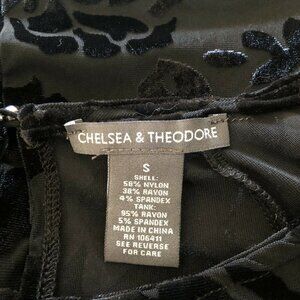 CHELSEA & THEODORE
S
SHELL:
58% NYLON
38% RAYON
4% SPANDEX
TANK:
95% RAYON
5% SPANDEX
MADE IN CHINA
RN 106411
SEE REVERSE
FOR CARE